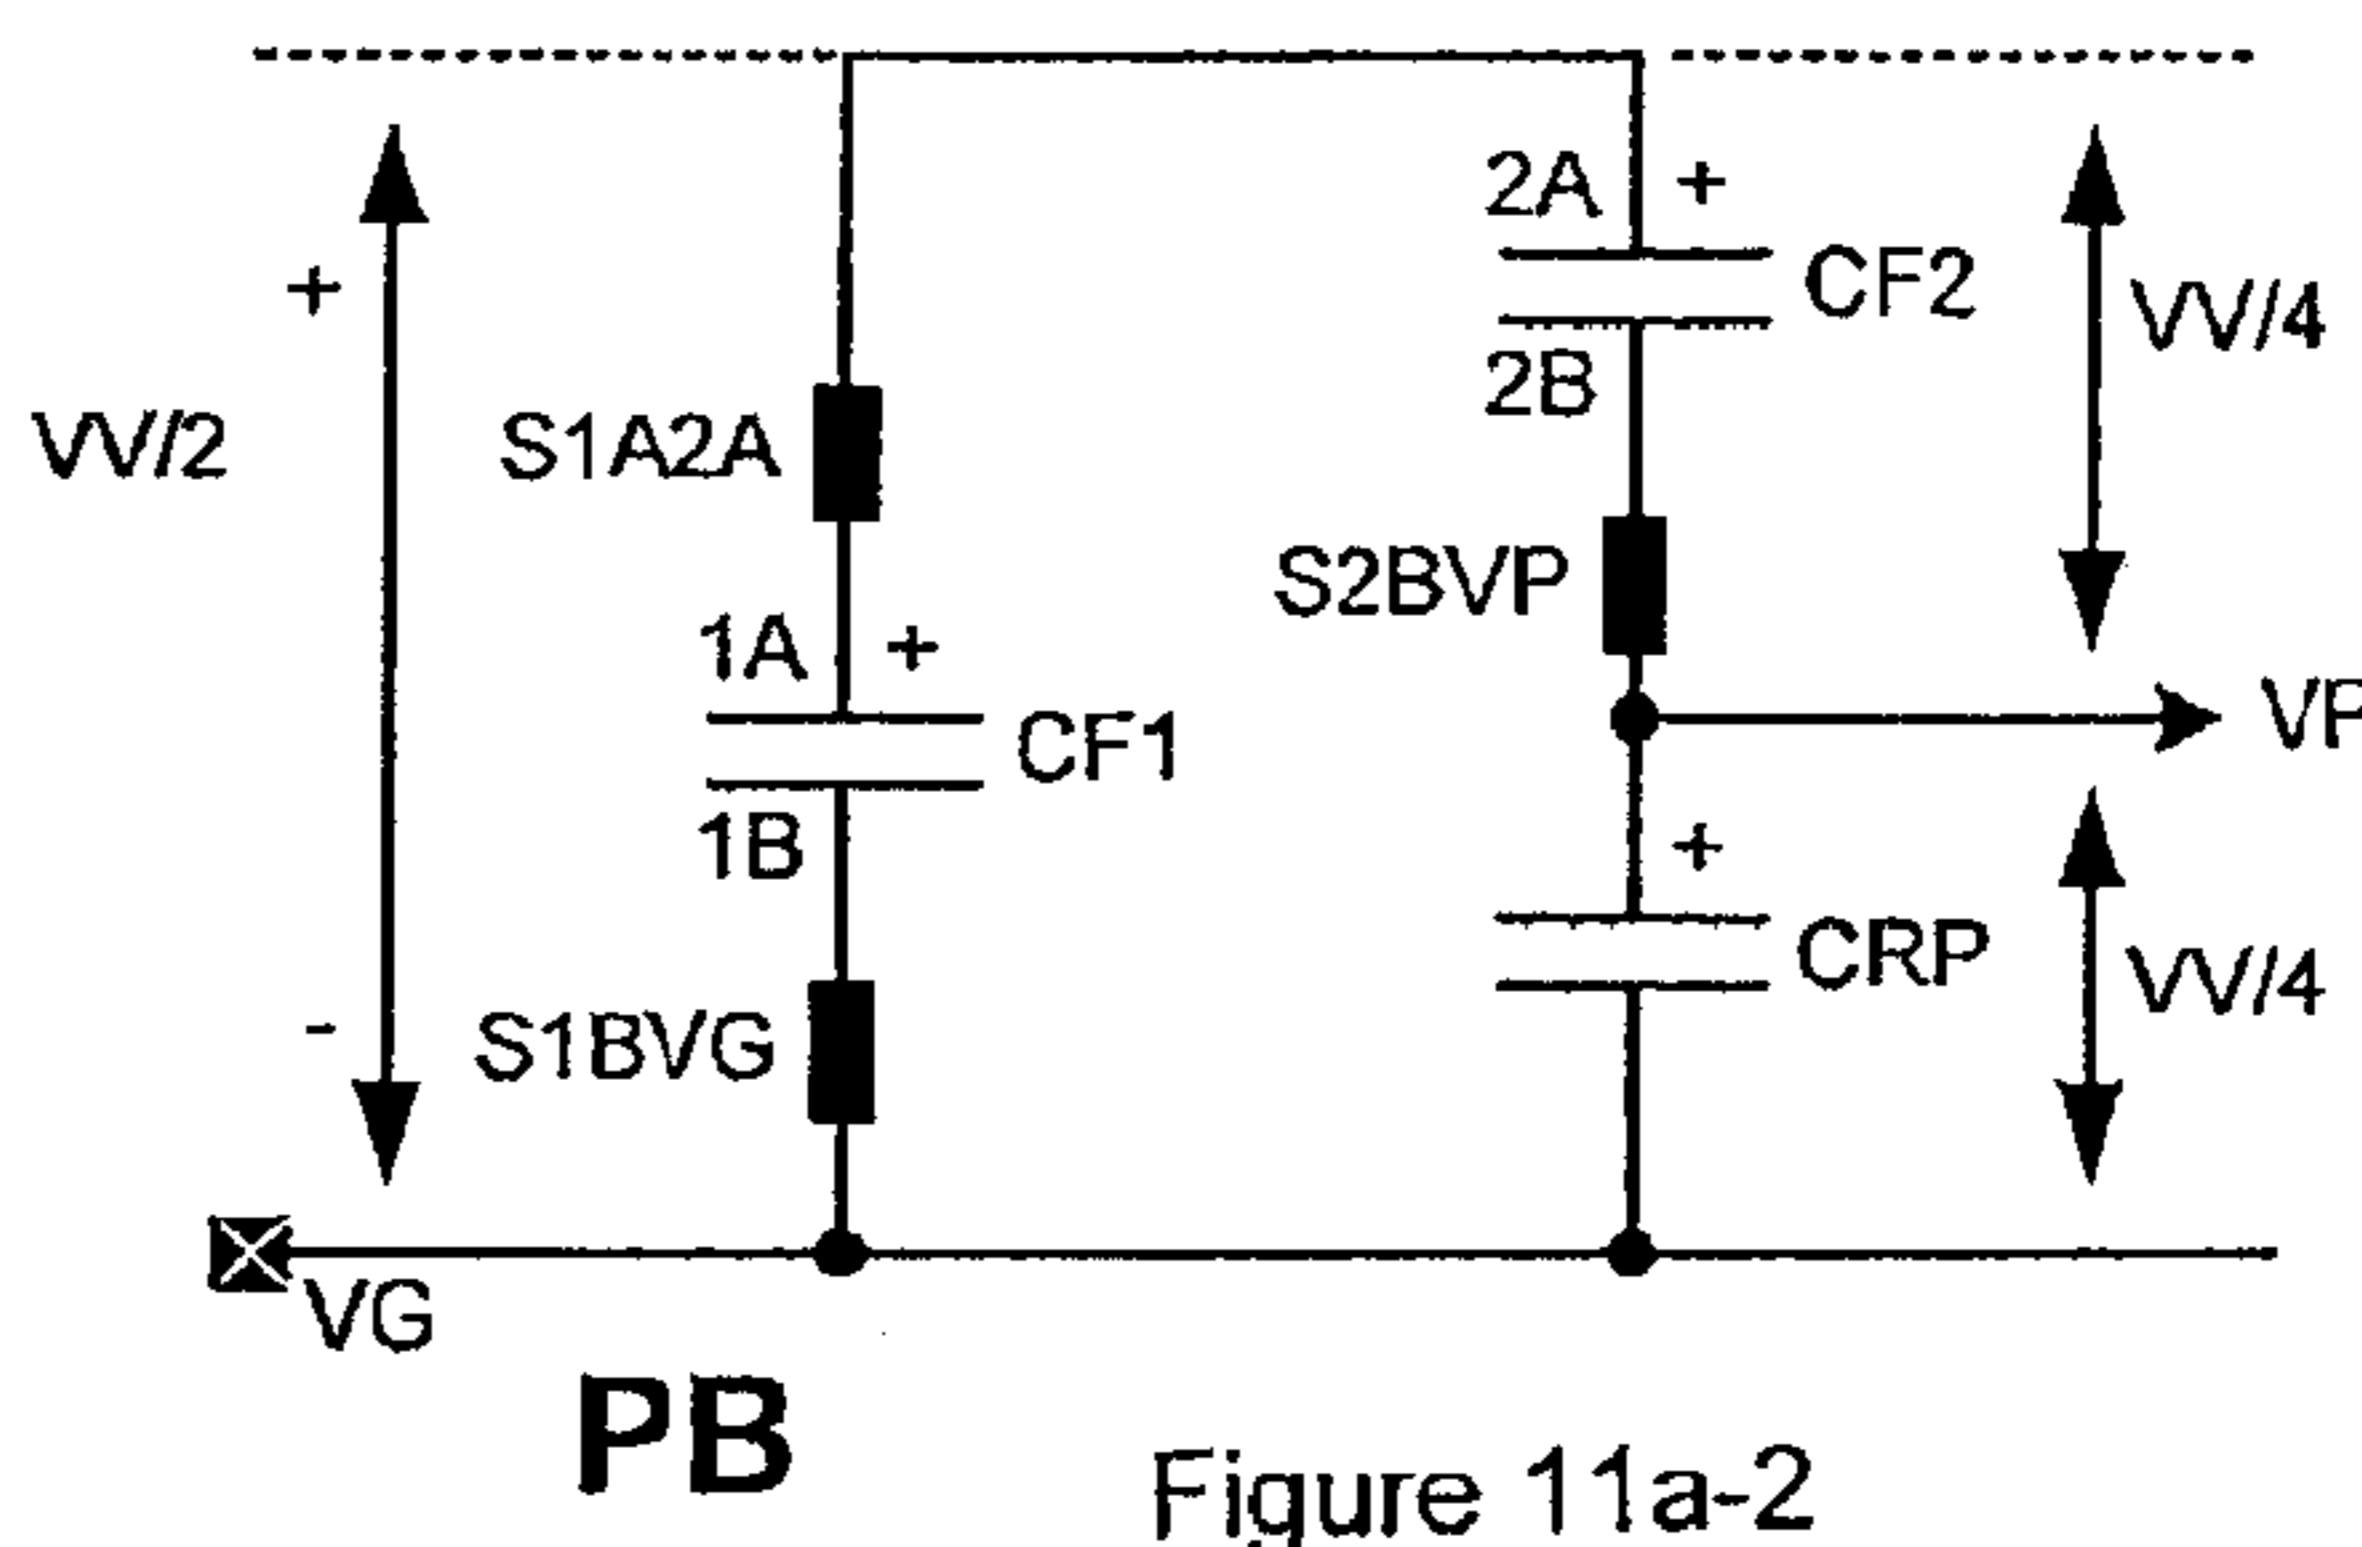 2A +
CF2
+
VV/4
2B
VV/2
S1A2A
S2BVP
1A +
VP
CF1
1B
+
CRP
VV/4
-
S1BVG
VG
PB
Figure 11a-2